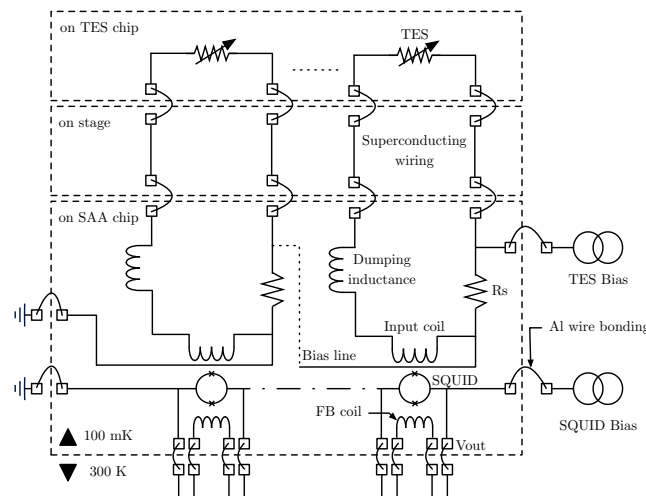 on TES chip
TES
on stage
Superconducting
wiring
on SAA chip
Dumping
inductance
TES Bias
Rs
Input coil
Al wire bonding
Bias line
SQUID
FB coil
SQUID Bias
100 mK
Vout
300 K